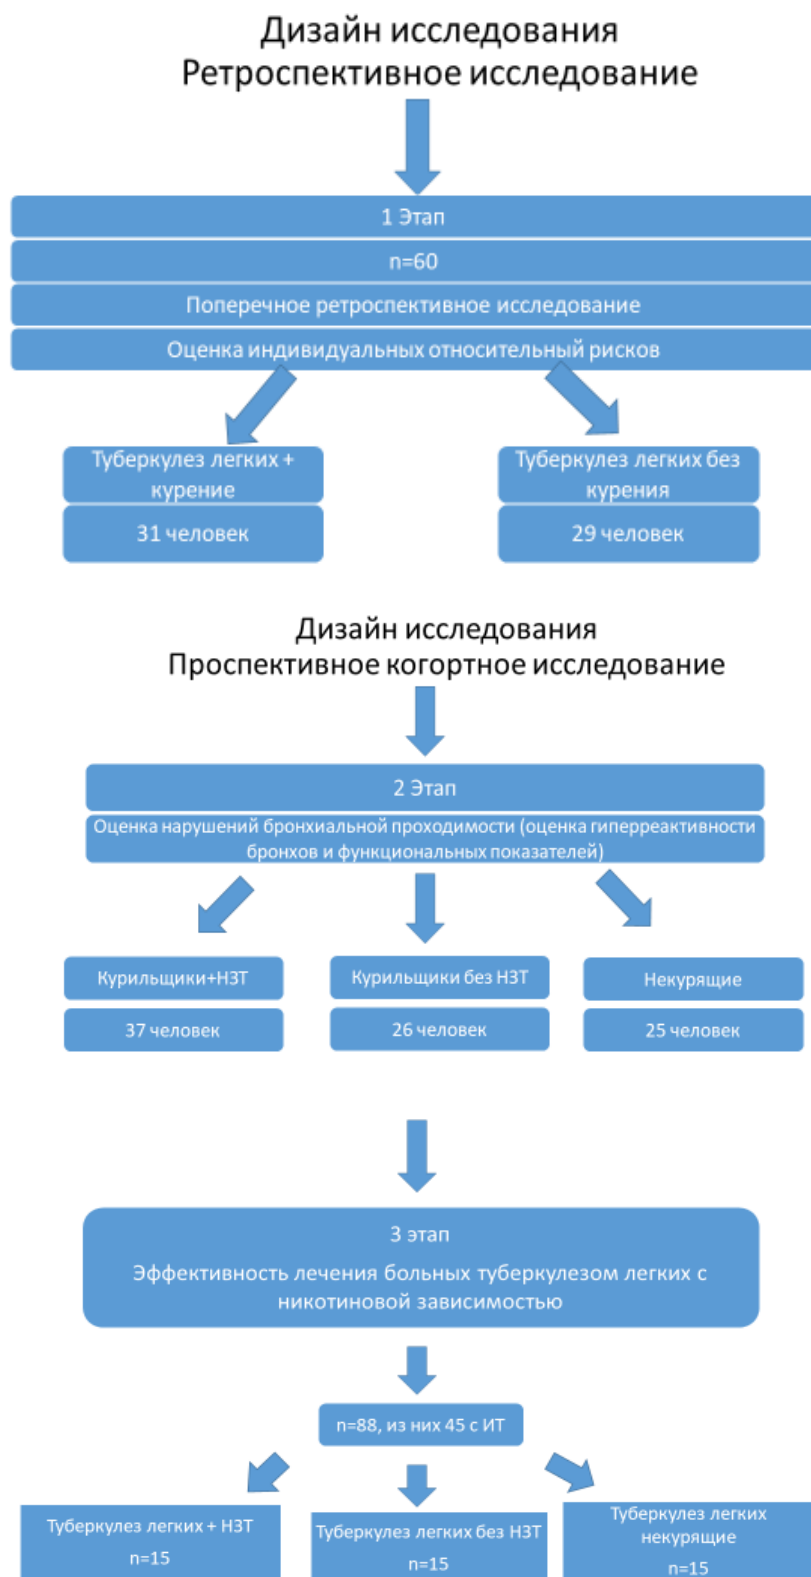 Дизайн исследования
Ретроспективное исследование
1 Этап
n=60
Поперечное ретроспективное исследование
Оценка индивидуальных относительный рисков
Туберкулез легких +
курение
31 человек
Туберкулез легких без
курения
29 человек
Дизайн исследования
Проспективное когортное исследование
2 Этап
Оценка нарушений бронхиальной проходимости (оценка гиперреактивности
бронхов и функциональных показателей)
Курильщики+НЗТ
37 человек
Курильщики без НЗТ
26 человек
Некурящие
25 человек
3 этап
Эффективность лечения больных туберкулезом легких с
никотиновой зависимостью
n=88, из них 45 с ИТ
Туберкулез легких + НЗТ
n=15
Туберкулез легких без НЗТ
n=15
Туберкулез легких
некурящие
n=15